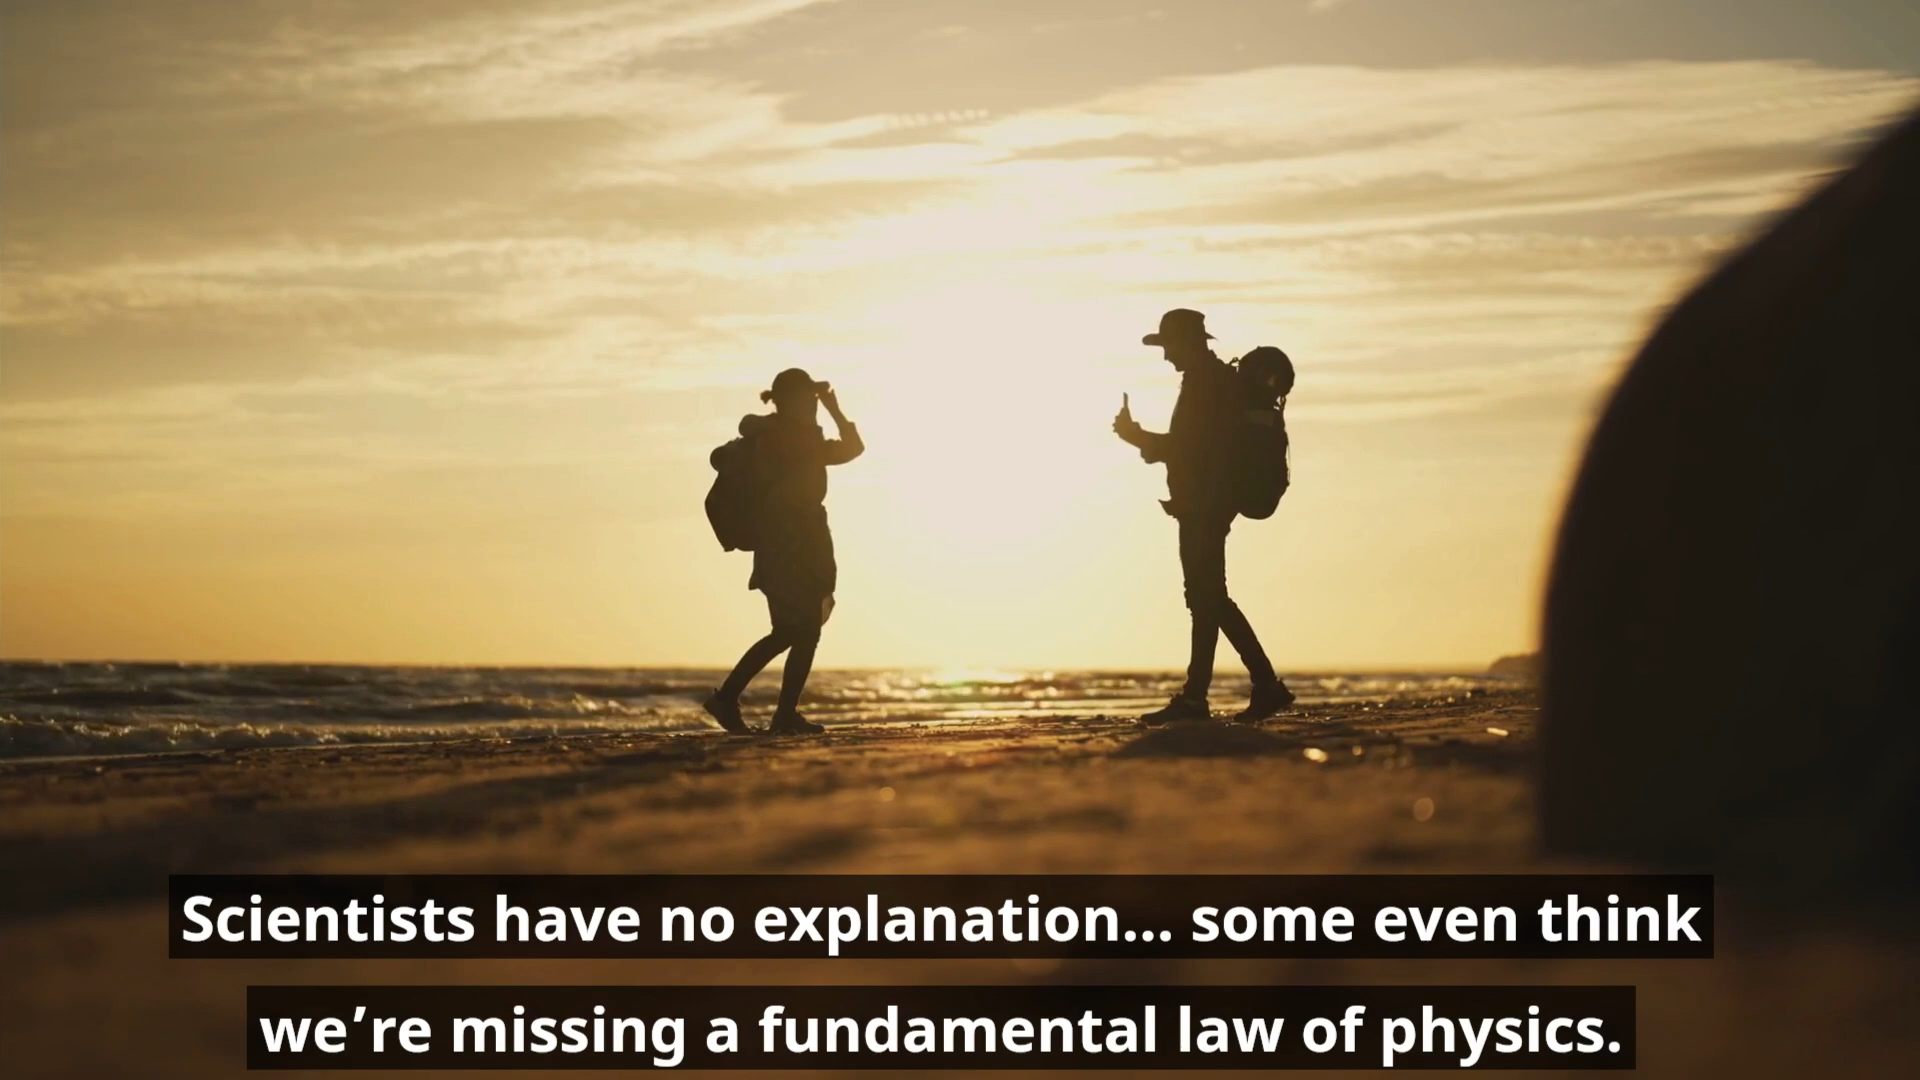 Scientists have no explanation... some even think
we’re missing a fundamental law of physics.